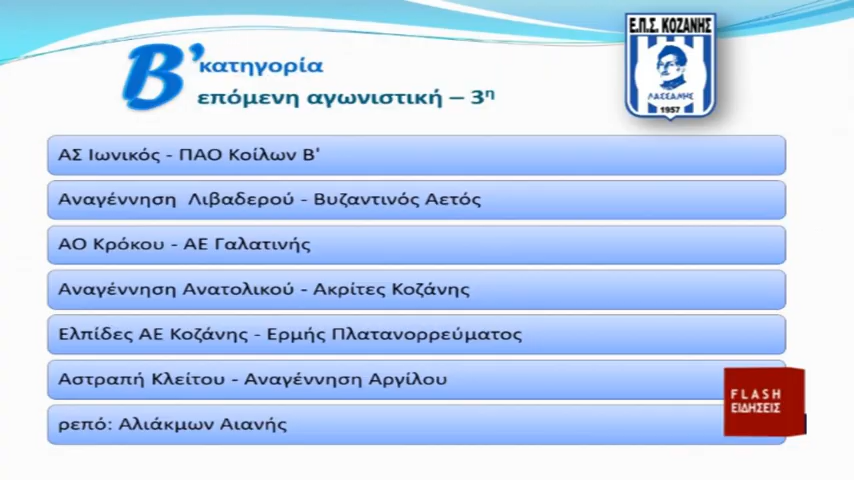 Ε.Π.Σ. ΚΟΖΑΝΗΣ
ΛΑΣΣΑΝΗΣ
1957
Β' κατηγορία
επόμενη αγωνιστική – 3η
ΑΣ Ιωνικός - ΠΑΟ Κοίλων Β'
Αναγέννηση Λιβαδερού - Βυζαντινός Αετός
ΑΟ Κρόκου - ΑΕ Γαλατινής
Αναγέννηση Ανατολικού - Ακρίτες Κοζάνης
Ελπίδες ΑΕ Κοζάνης - Ερμής Πλατανορρεύματος
Αστραπή Κλείτου - Αναγέννηση Αργίλου
ρεπό: Αλιάκμων Αιανής
FLASH
ΕΙΔΗΣΕΙΣ